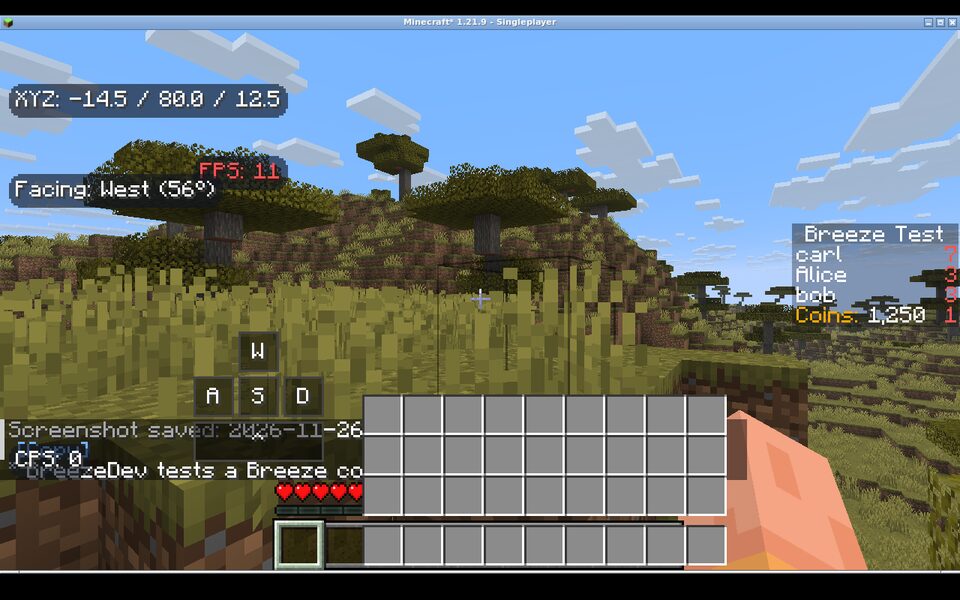 Minecraft* 1.21.9 - Singleplayer
XYZ: -14.5 / 80.0 / 12.5
FPS: 11
Facing: West (56°)
Breeze Test
carl 7
Alice 3
bob
Coins: 1,250 1
W
A S D
Screenshot saved: 2026-11-26
[Copy]
CPS: 0
BreezeDev tests a Breeze co